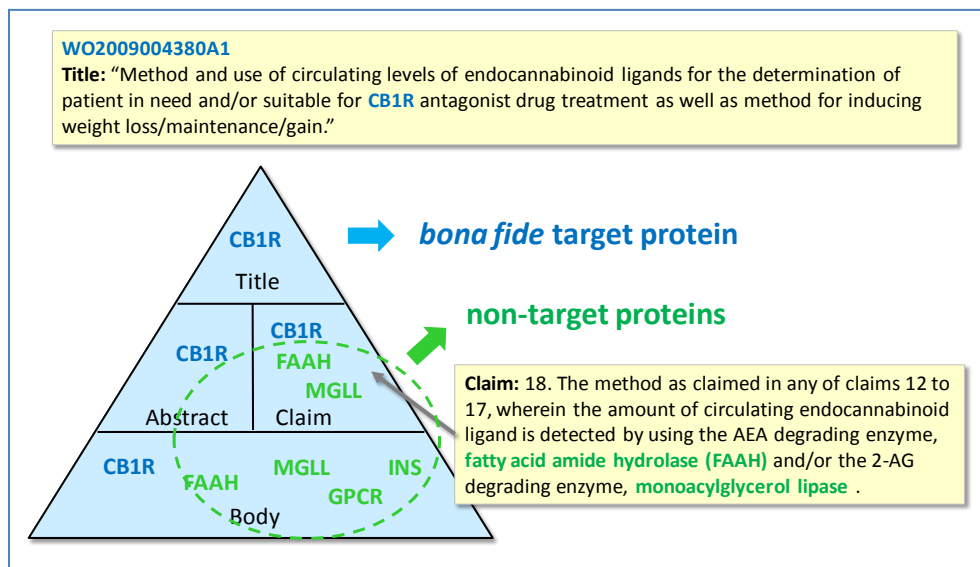 WO2009004380A1
Title: “Method and use of circulating levels of endocannabinoid ligands for the determination of
patient in need and/or suitable for CB1R antagonist drug treatment as well as method for inducing
weight loss/maintenance/gain.”
CB1R
bona fide target protein
Title
non-target proteins
CB1R
CB1R
FAAH
MGLL
Abstract
Claim
Claim: 18. The method as claimed in any of claims 12 to
17, wherein the amount of circulating endocannabinoid
ligand is detected by using the AEA degrading enzyme,
fatty acid amide hydrolase (FAAH) and/or the 2-AG
degrading enzyme, monoacylglycerol lipase .
CB1R
MGLL
INS
FAAH
GPCR
Body